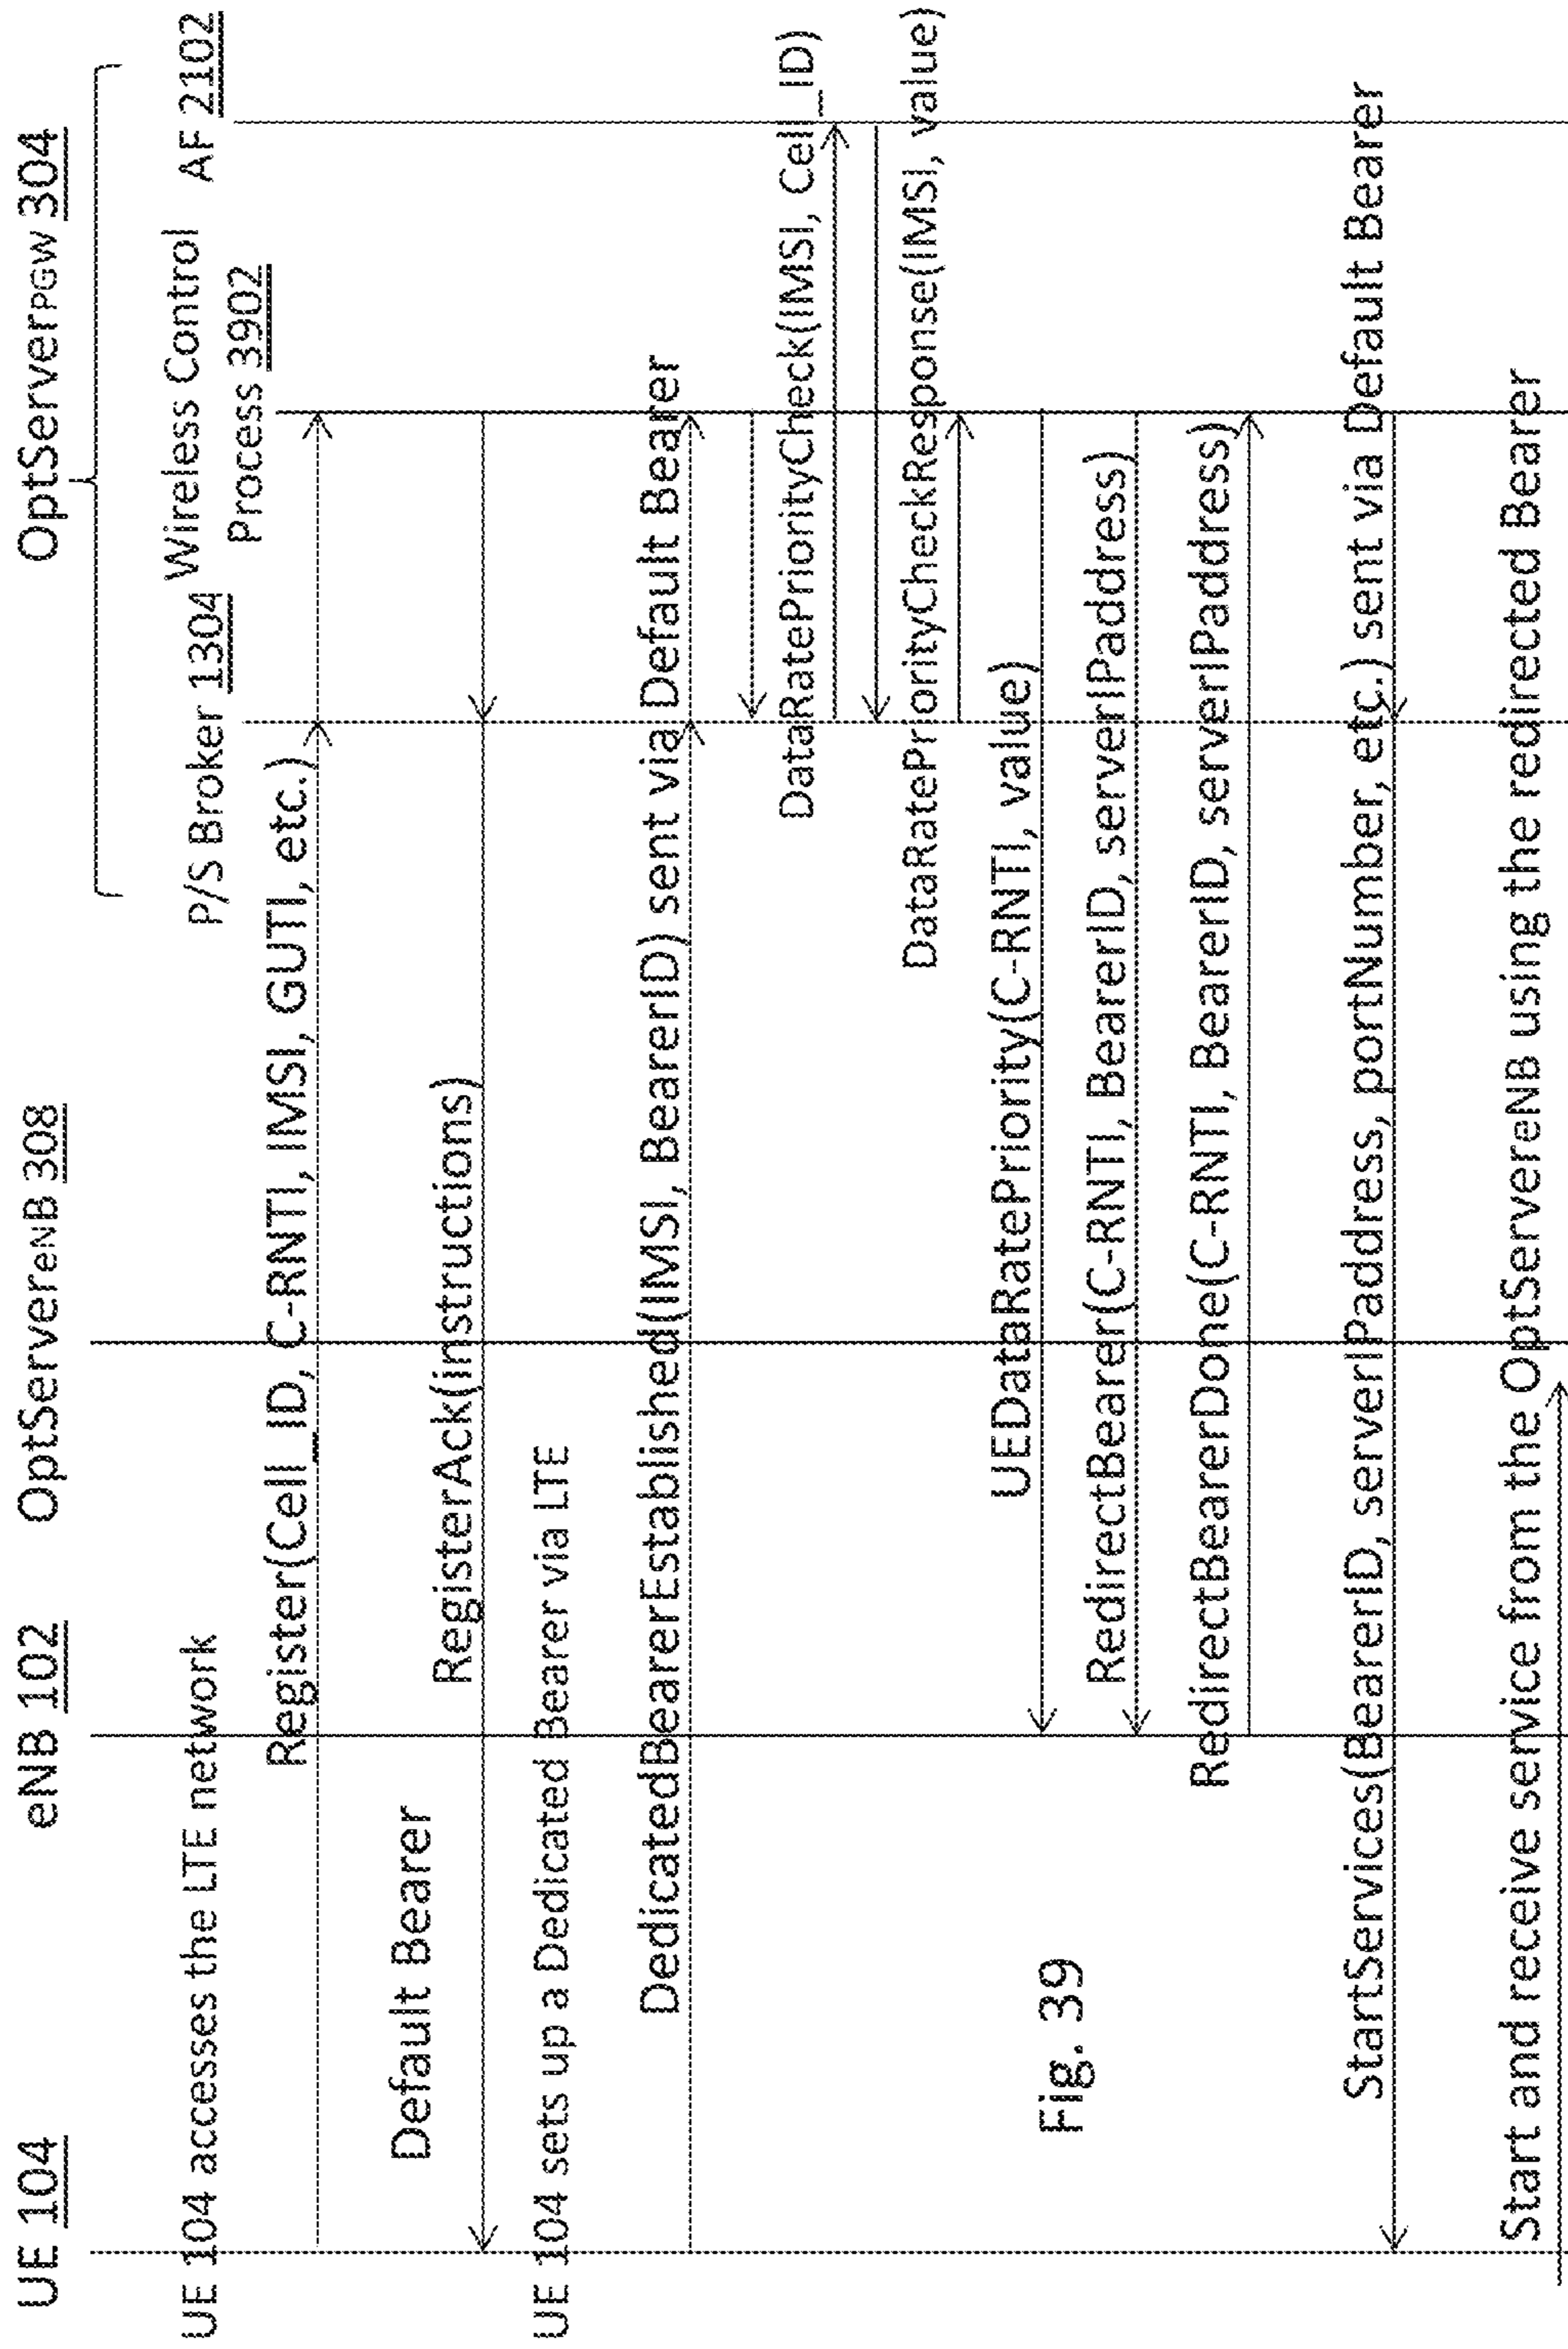 UE 104
eNB 102
OptServereNB 308
OptServerPGW 304
P/S Broker 1304
Wireless Control
Process 3902
AF 2102
UE 104 accesses the LTE network
Register(Cell_ID, C-RNTI, IMSI, GUTI, etc.)
Default Bearer
RegisterAck(instructions)
UE 104 sets up a Dedicated Bearer via LTE
DedicatedBearerEstablished(IMSI, BearerID) sent via Default Bearer
DataRatePriorityCheck(IMSI, Cell_ID)
DataRatePriorityCheckResponse(IMSI, value)
UEDataRatePriority(C-RNTI, value)
RedirectBearer(C-RNTI, BearerID, serverIPaddress)
RedirectBearerDone(C-RNTI, BearerID, serverIPaddress)
StartServices(BearerID, serverIPaddress, portNumber, etc.) sent via Default Bearer
Start and receive service from the OptServereNB using the redirected Bearer
Fig. 39